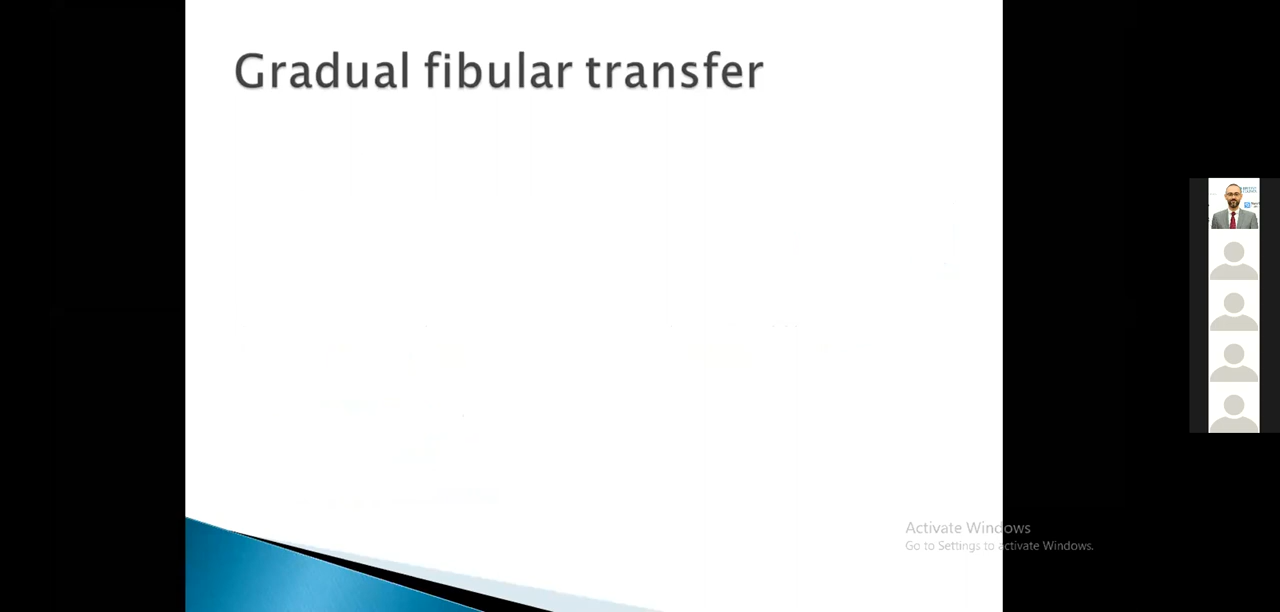 Gradual fibular transfer
Activate Windows
Go to Settings to activate Windows.